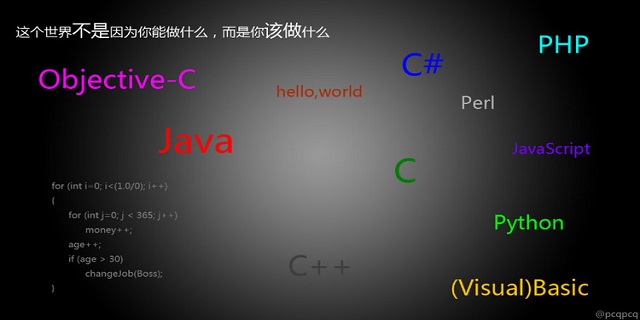 这个世界不是因为你能做什么，而是你该做什么
PHP
C#
Objective-C
hello,world
Perl
Java
JavaScript
C
for (int i=0; i<(1.0/0); i++)
{
for (int j=0; j < 365; j++)
money++;
age++;
if (age > 30)
changeJob(Boss);
}
Python
C++
(Visual)Basic
@pcqpcq